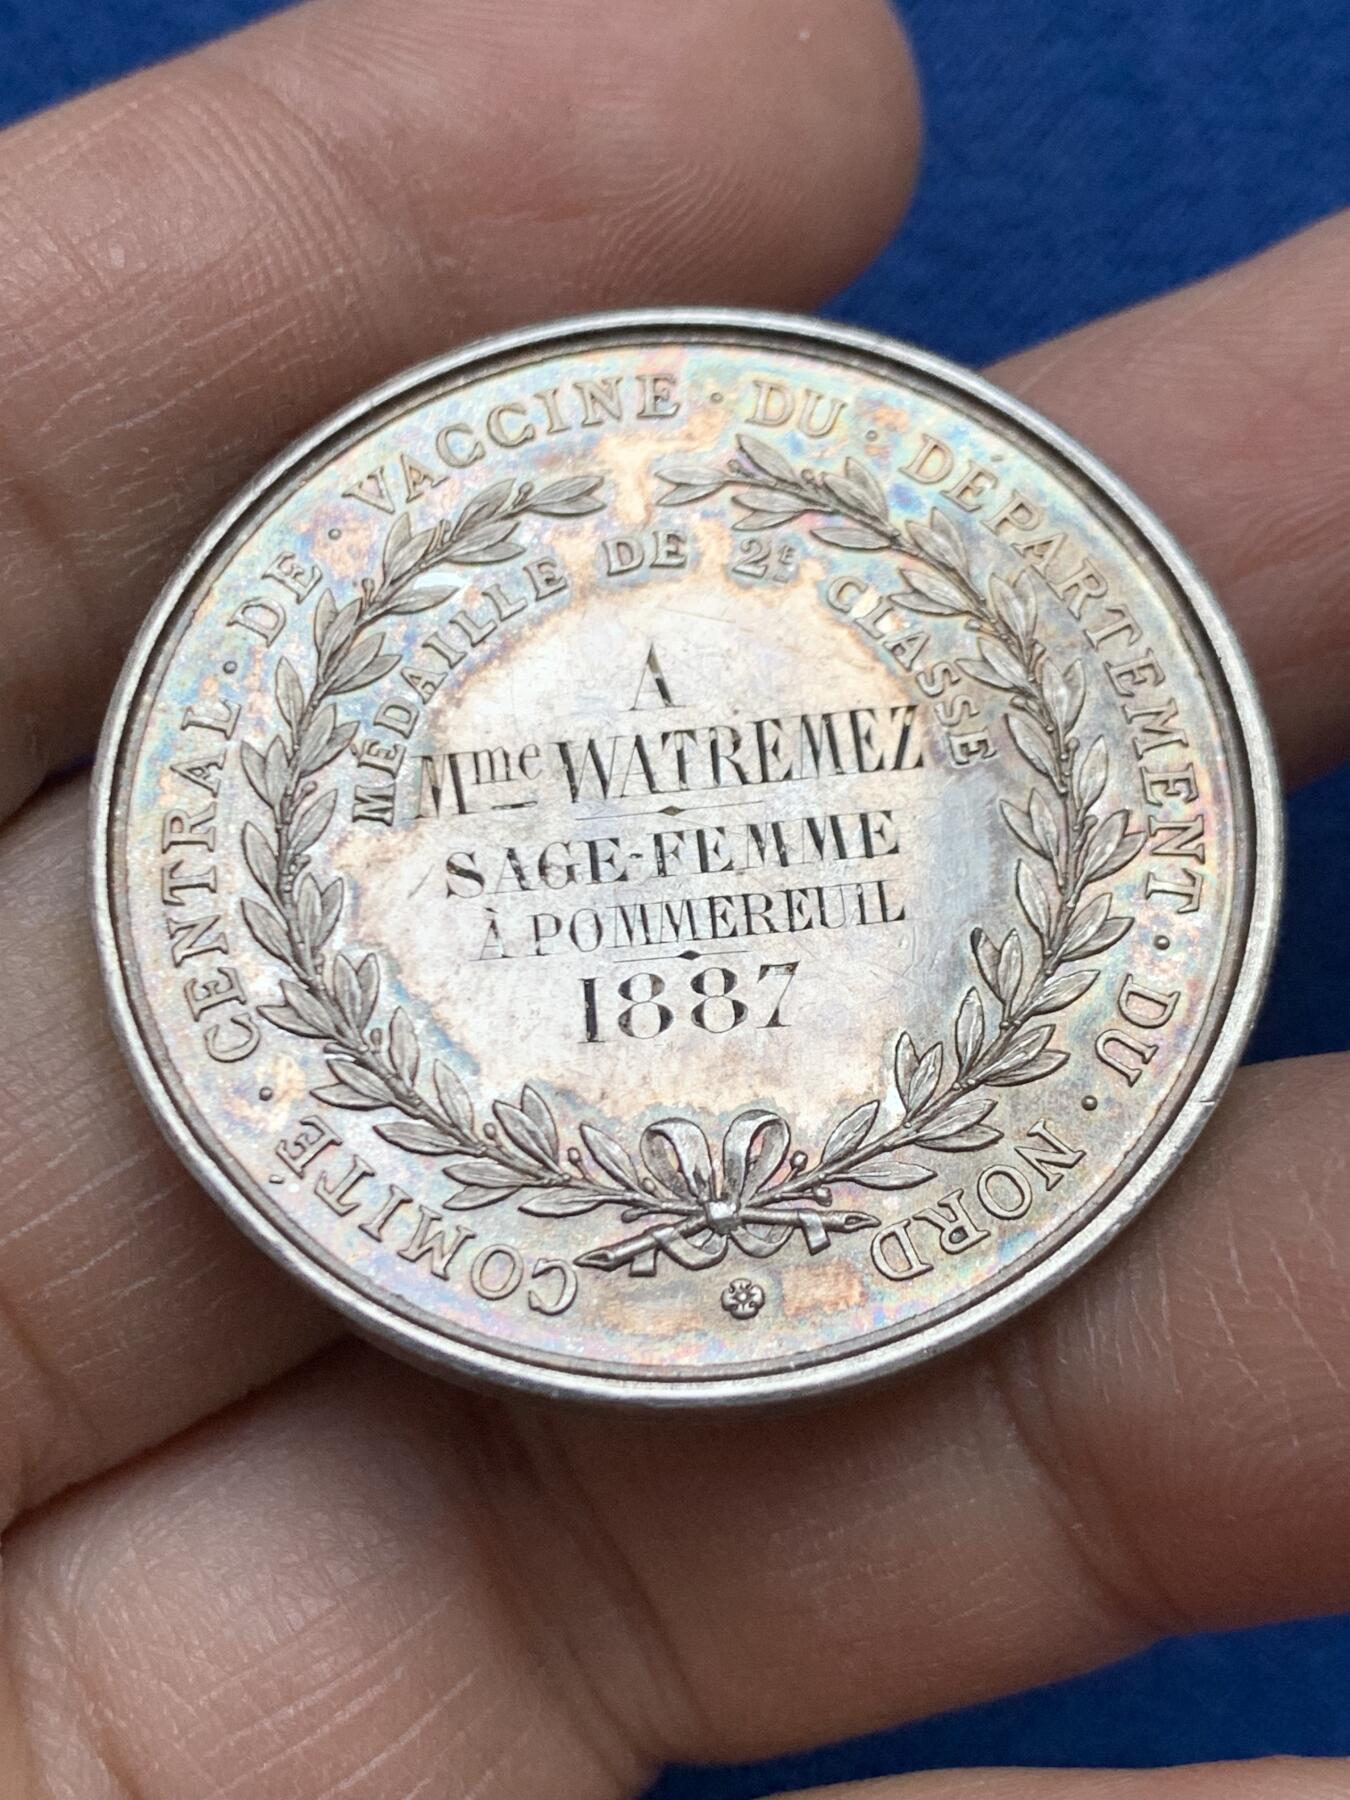 COMITÉ · CENTRAL · DE · VACCINE · DU · DÉPARTEMENT · DU · NORD
MÉDAILLE DE 2E CLASSE
A
Mme WATREMEZ
SAGE-FEMME
À POMMEREUIL
1887